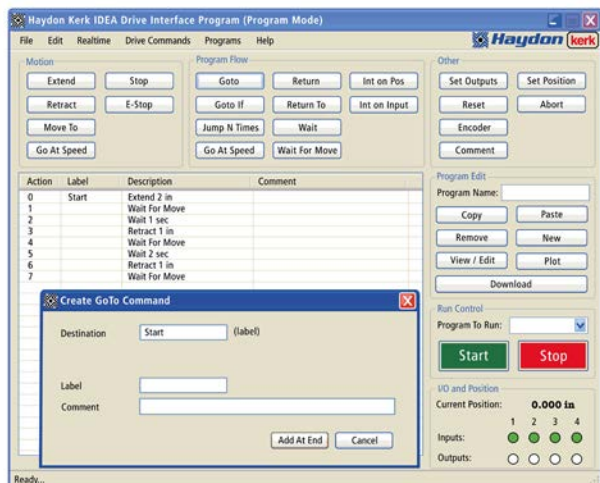 Haydon Kerk IDEA Drive Interface Program (Program Mode)
File Edit Realtime Drive Commands Programs Help
Haydon kerk
Motion
Extend Stop
Retract E-Stop
Move To
Go At Speed
Program Flow
Goto Return Int on Pos
Goto If Return To Int on Input
Jump N Times Wait
Go At Speed Wait For Move
Other
Set Outputs Set Position
Reset Abort
Encoder
Comment
Action Label Description Comment
0 Start Extend 2 in
1 Wait For Move
2 Wait 1 sec
3 Retract 1 in
4 Wait For Move
5 Wait 2 sec
6 Retract 1 in
7 Wait For Move
Program Edit
Program Name:
Copy Paste
Remove New
View / Edit Plot
Download
Create GoTo Command
Destination Start (label)
Label
Comment
Add At End Cancel
Run Control
Program To Run:
Start Stop
I/O and Position
Current Position: 0.000 in
1 2 3 4
Inputs:
Outputs:
Ready...